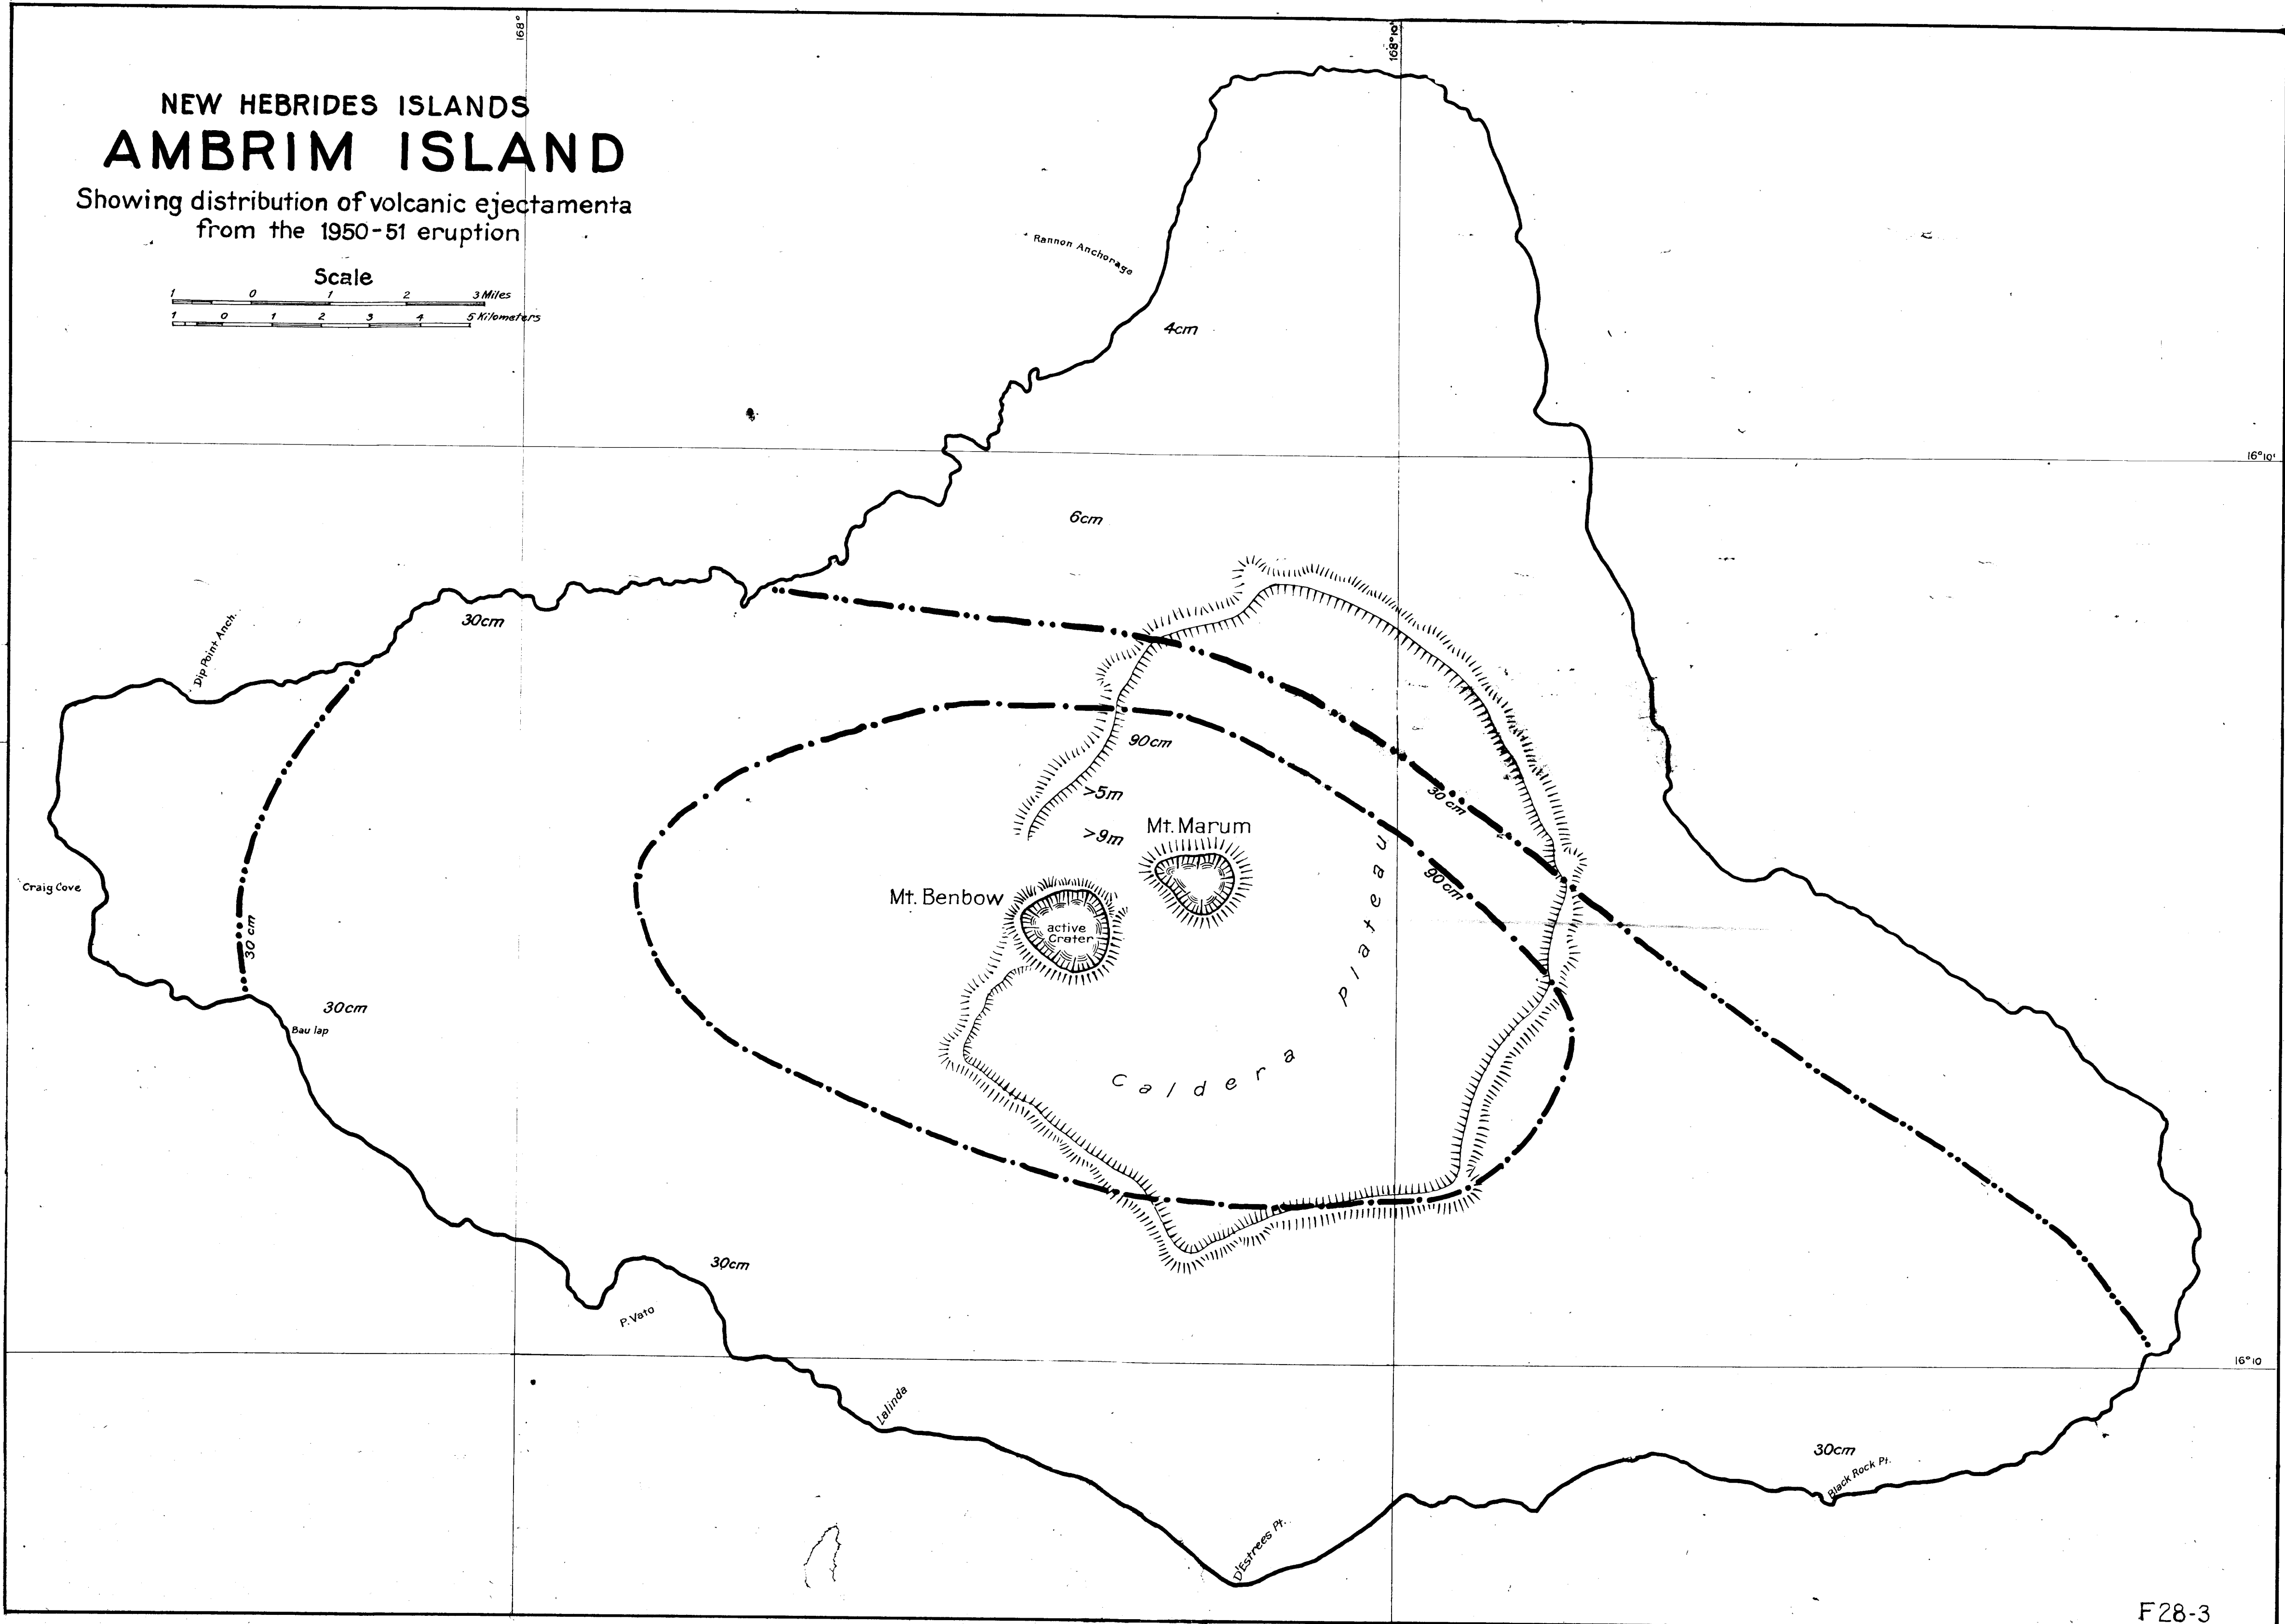 168°
168°10'
NEW HEBRIDES ISLANDS
AMBRIM ISLAND
Showing distribution of volcanic ejectamenta
from the 1950-51 eruption
Scale
1 0 1 2 3 Miles
1 0 1 2 3 4 5 Kilometers
Rannon Anchorage
4cm
16°10'
6cm
30cm
Dip Point Anch.
90cm
>5m
30 cm
>9m
Mt. Marum
90 cm
Craig Cove
Mt. Benbow
active
Crater
30 cm
30cm
Bau lap
Caldera plateau
30cm
P. Vato
16°10
Lalinda
30cm
Black Rock Pt.
D'Estrees Pt.
F28-3